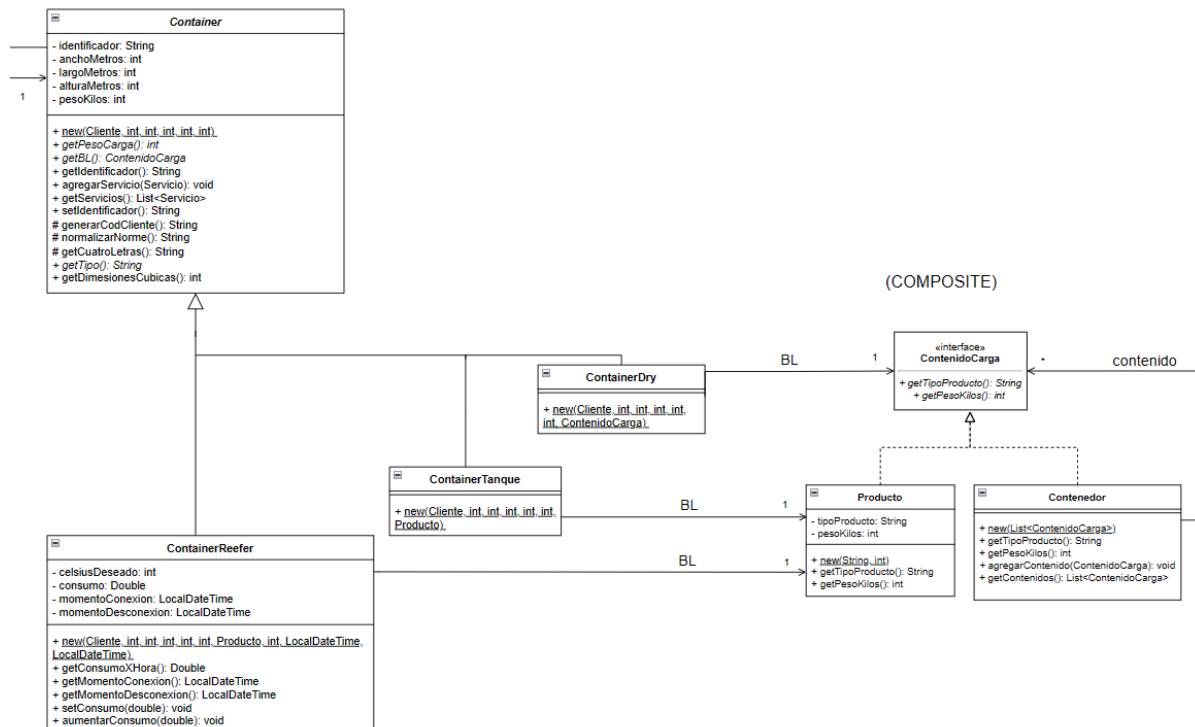 Container
- identificador: String
- anchoMetros: int
- largoMetros: int
- alturaMetros: int
- pesoKilos: int
1
+ new(Cliente, int, int, int, int, int)
+ getPesoCarga(): int
+ getBL(): ContenidoCarga
+ getIdentificador(): String
+ agregarServicio(Servicio): void
+ getServicios(): List<Servicio>
+ setIdentificador(): String
# generarCodCliente(): String
# normalizarNorme(): String
# getCuatroLetras(): String
+ getTipo(): String
+ getDimesionesCubicas(): int
(COMPOSITE)
«interface»
ContenidoCarga
+ getTipoProducto(): String
+ getPesoKilos(): int
BL
1
*
contenido
ContainerDry
+ new(Cliente, int, int, int, int,
int, ContenidoCarga)
ContainerTanque
+ new(Cliente, int, int, int, int, int,
Producto)
BL
1
Producto
- tipoProducto: String
- pesoKilos: int
+ new(String, int)
+ getTipoProducto(): String
+ getPesoKilos(): int
Contenedor
+ new(List<ContenidoCarga>)
+ getTipoProducto(): String
+ getPesoKilos(): int
+ agregarContenido(ContenidoCarga): void
+ getContenidos(): List<ContenidoCarga>
BL
1
ContainerReefer
- celsiusDeseado: int
- consumo: Double
- momentoConexion: LocalDateTime
- momentoDesconexion: LocalDateTime
+ new(Cliente, int, int, int, int, int, Producto, int, LocalDateTime,
LocalDateTime)
+ getConsumoXHora(): Double
+ getMomentoConexion(): LocalDateTime
+ getMomentoDesconexion(): LocalDateTime
+ setConsumo(double): void
+ aumentarConsumo(double): void